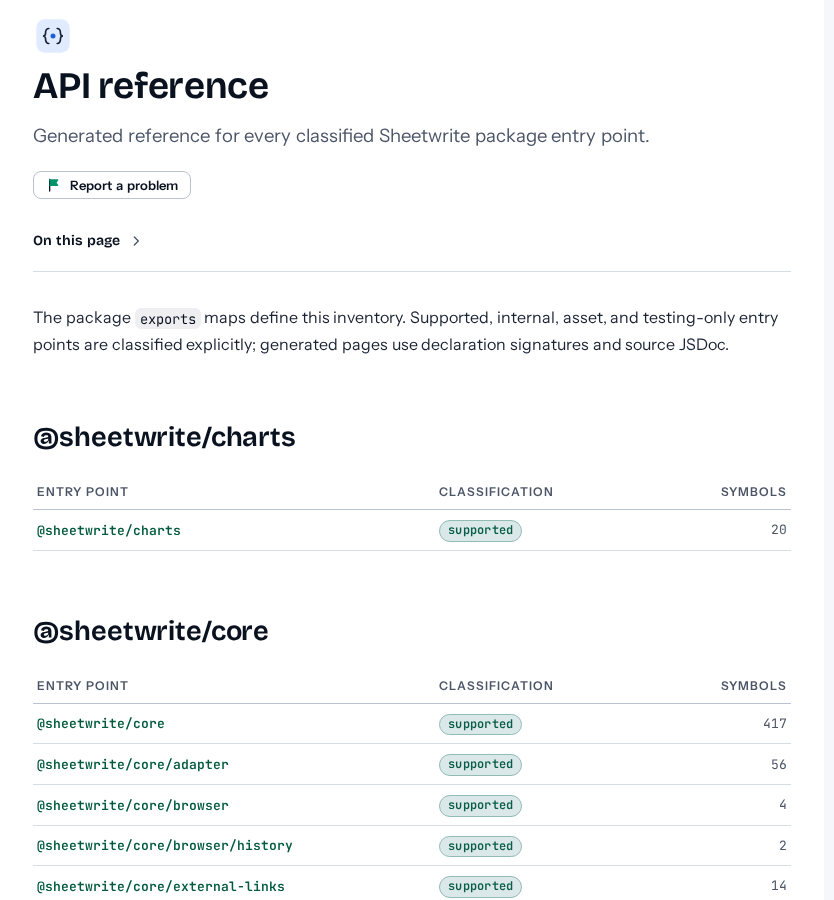 {•}
API reference
Generated reference for every classified Sheetwrite package entry point.
Report a problem
On this page
The package exports maps define this inventory. Supported, internal, asset, and testing-only entry
points are classified explicitly; generated pages use declaration signatures and source JSDoc.
@sheetwrite/charts
ENTRY POINT CLASSIFICATION SYMBOLS
@sheetwrite/charts supported 20
@sheetwrite/core
ENTRY POINT CLASSIFICATION SYMBOLS
@sheetwrite/core supported 417
@sheetwrite/core/adapter supported 56
@sheetwrite/core/browser supported 4
@sheetwrite/core/browser/history supported 2
@sheetwrite/core/external-links supported 14